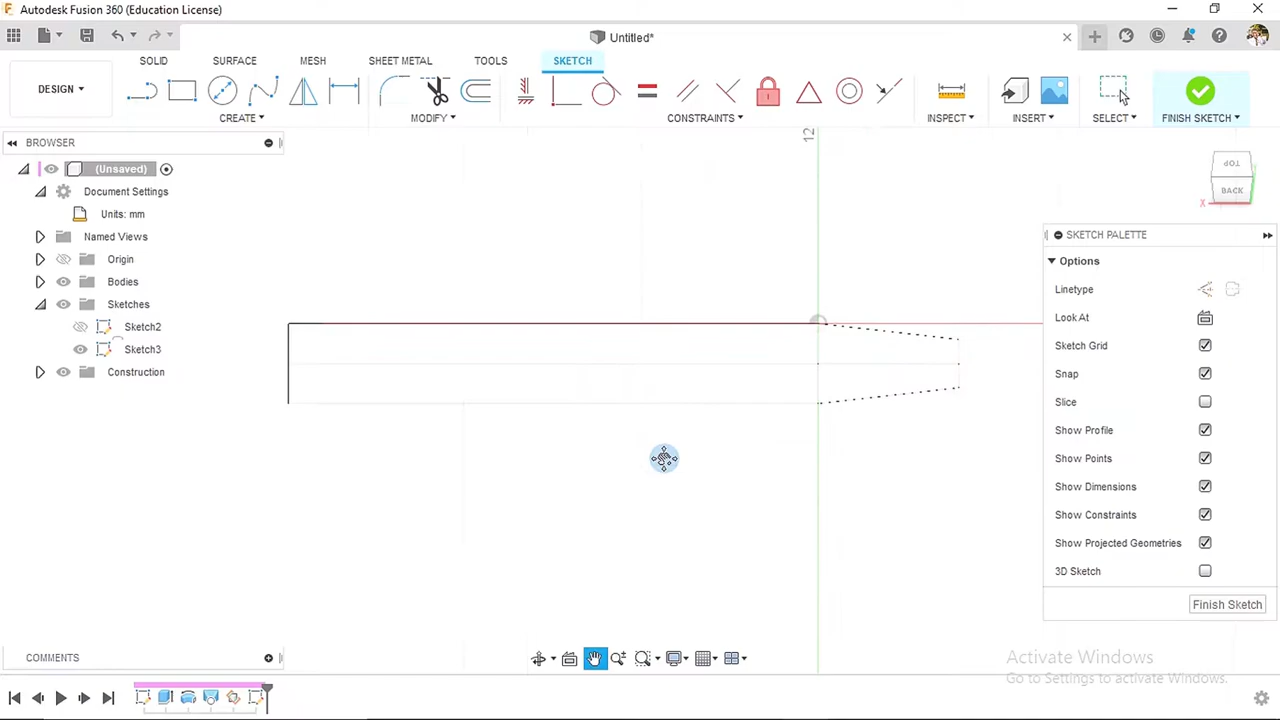 Autodesk Fusion 360 (Education License)
Untitled*
SOLID
SURFACE
MESH
SHEET METAL
SKETCH
TOOLS
DESIGN
CREATE
MODIFY
CONSTRAINTS
INSPECT
INSERT
SELECT
FINISH SKETCH
BROWSER
(Unsaved)
Document Settings
Units: mm
Named Views
Origin
Bodies
Sketches
Sketch2
Sketch3
Construction
12
TOP
BACK
X
SKETCH PALETTE
Options
Linetype
Look At
Sketch Grid
Snap
Slice
Show Profile
Show Points
Show Dimensions
Show Constraints
Show Projected Geometries
3D Sketch
Finish Sketch
COMMENTS
Activate Windows
Go to Settings to activate Windows.